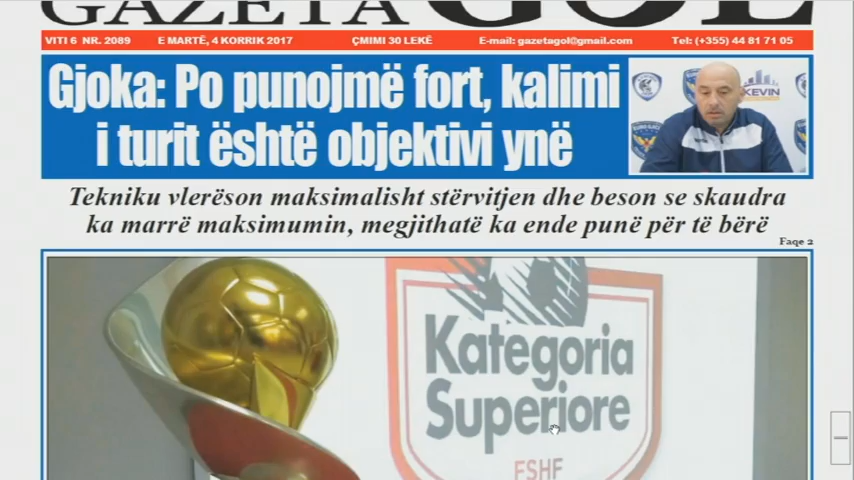 GAZETA GOL
VITI 6 NR. 2089 E MARTË, 4 KORRIK 2017 ÇMIMI 30 LEKË E-mail: gazetagol@gmail.com Tel: (+355) 44 81 71 05
Gjoka: Po punojmë fort, kalimi
i turit është objektivi ynë
KEVIN
Tekniku vlerëson maksimalisht stërvitjen dhe beson se skaudra
ka marrë maksimumin, megjithatë ka ende punë për të bërë
Faqe 2
Kategoria
Superiore
FSHF